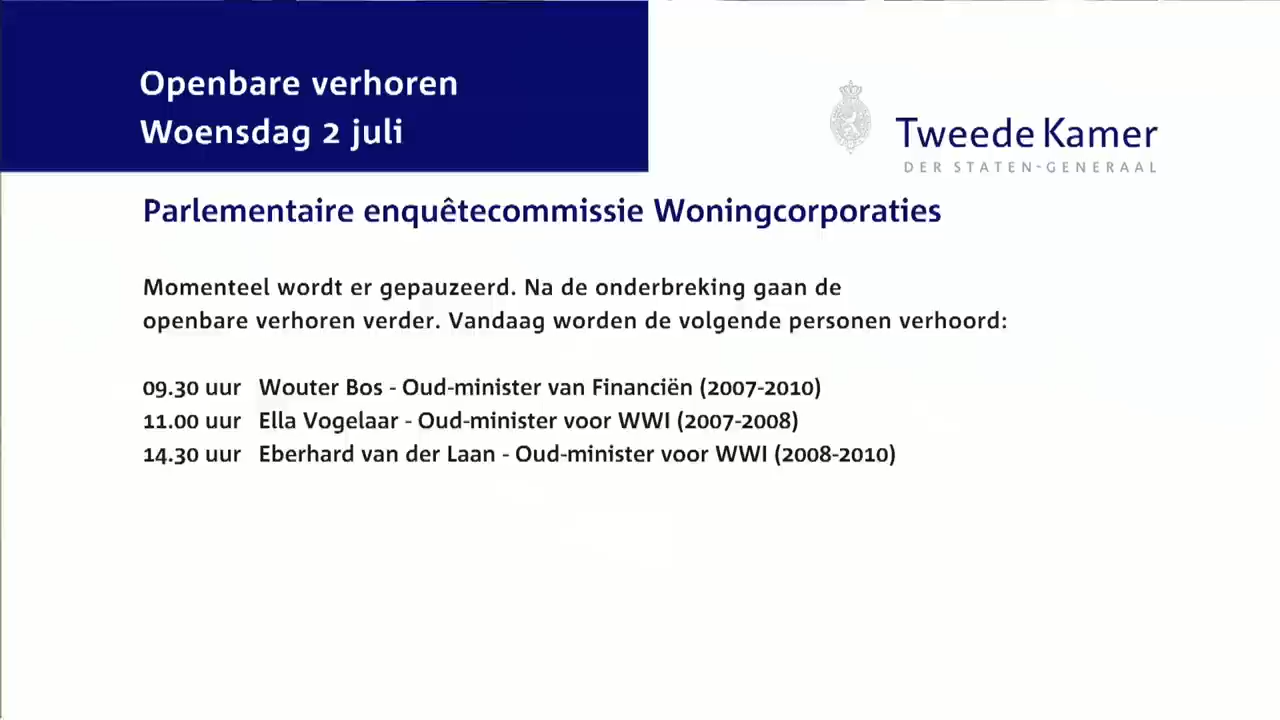 Openbare verhoren
Woensdag 2 juli
Tweede Kamer
DER STATEN-GENERAAL
Parlementaire enquêtecommissie Woningcorporaties
Momenteel wordt er gepauzeerd. Na de onderbreking gaan de
openbare verhoren verder. Vandaag worden de volgende personen verhoord:
09.30 uur Wouter Bos - Oud-minister van Financiën (2007-2010)
11.00 uur Ella Vogelaar - Oud-minister voor WWI (2007-2008)
14.30 uur Eberhard van der Laan - Oud-minister voor WWI (2008-2010)